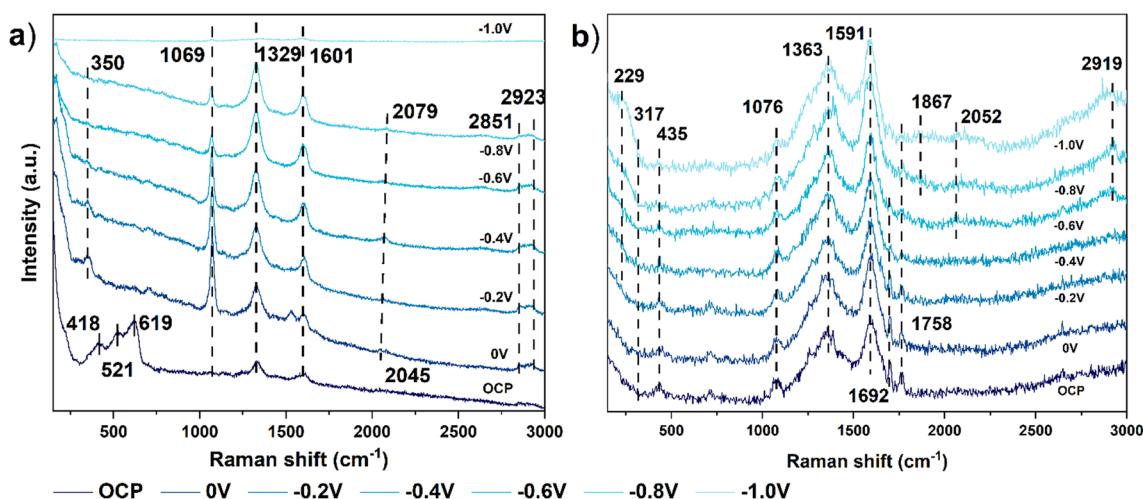 a)
350
1069
1329
1601
-1.0V
2079
2923
2851
-0.8V
-0.6V
-0.4V
-0.2V
0V
2045
OCP
418
619
521
Intensity (a.u.)
500
1000
1500
2000
2500
3000
Raman shift (cm⁻¹)
b)
229
317
435
1076
1363
1591
1867
2052
2919
-1.0V
-0.8V
-0.6V
-0.4V
-0.2V
1758
0V
1692
OCP
500
1000
1500
2000
2500
3000
Raman shift (cm⁻¹)
OCP 0V -0.2V -0.4V -0.6V -0.8V -1.0V